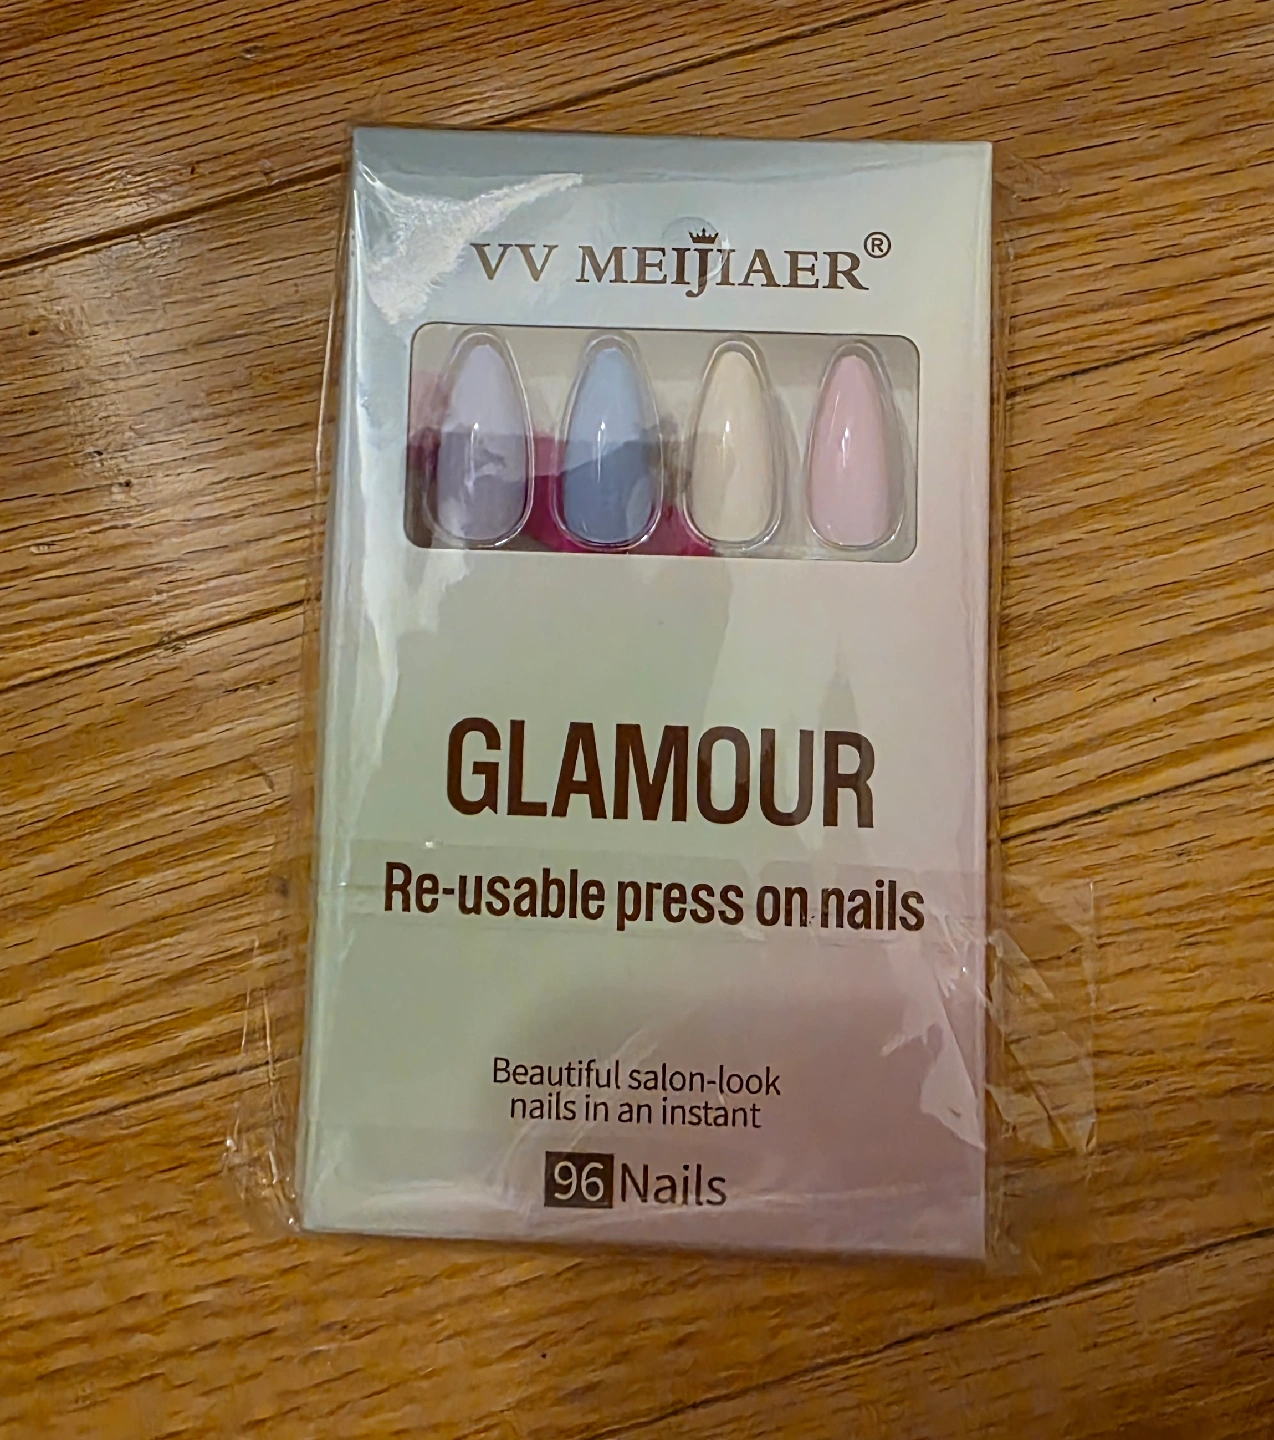 VV MEIJIAER®
GLAMOUR
Re-usable press on nails
Beautiful salon-look
nails in an instant
96 Nails